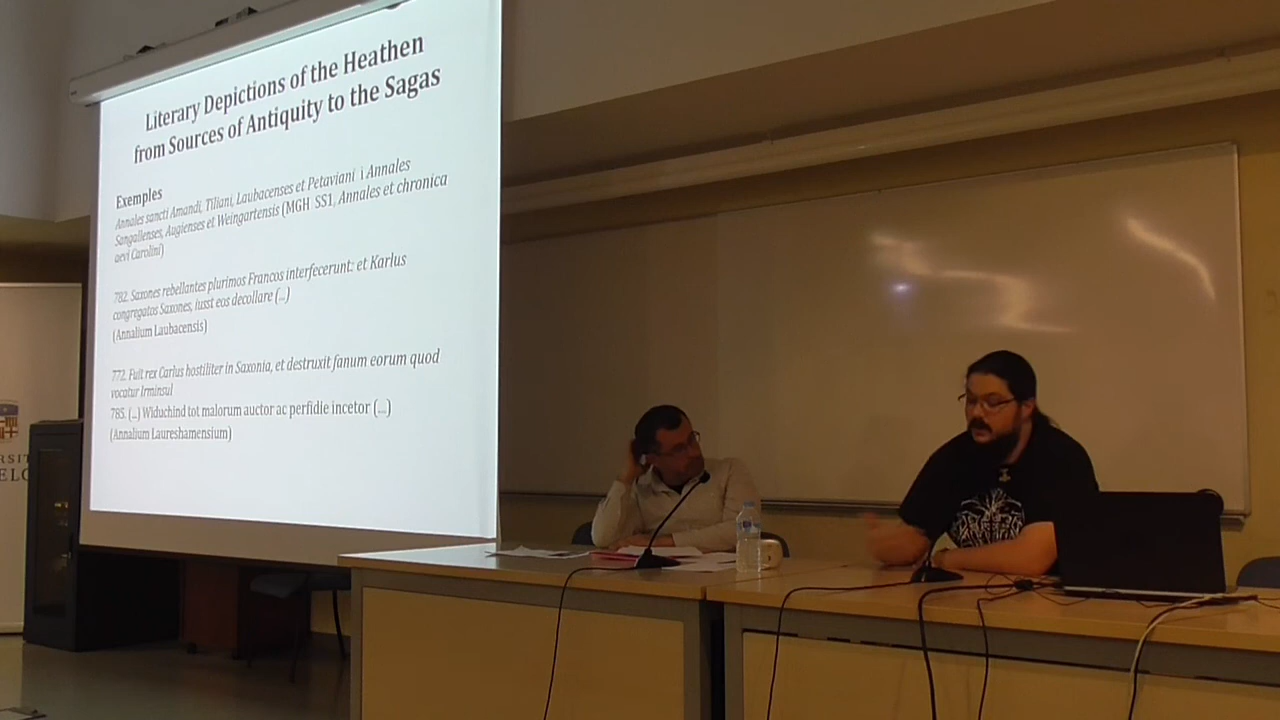 Literary Depictions of the Heathen
from Sources of Antiquity to the Sagas
Exemples
Annales sancti Amandi, Tiliani, Laubacenses et Petaviani i Annales
Sangallenses, Augienses et Weingartensis (MGH SS1, Annales et chronica
aevi Carolini)
782. Saxones rebellantes plurimos Francos interfecerunt: et Karlus
congregatos Saxones, iusst eos decollare (...)
(Annalium Laubacensis)
772. Fuit rex Carlus hostiliter in Saxonia, et destruxit fanum eorum quod
vocatur Irminsul
785. (...) Widuchind tot malorum auctor ac perfidie incetor (...)
(Annalium Laureshamensium)
RSIT
ELO